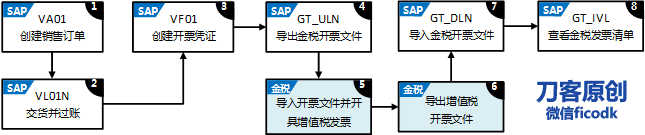 SAP
1
VA01
创建销售订单
SAP
2
VL01N
交货并过账
SAP
3
VF01
创建开票凭证
SAP
4
GT_ULN
导出金税开票文件
金税
5
导入开票文件并开
具增值税发票
金税
6
导出增值税
开票文件
SAP
7
GT_DLN
导入金税开票文件
SAP
8
GT_IVL
查看金税发票清单
刀客原创
微信ficodk